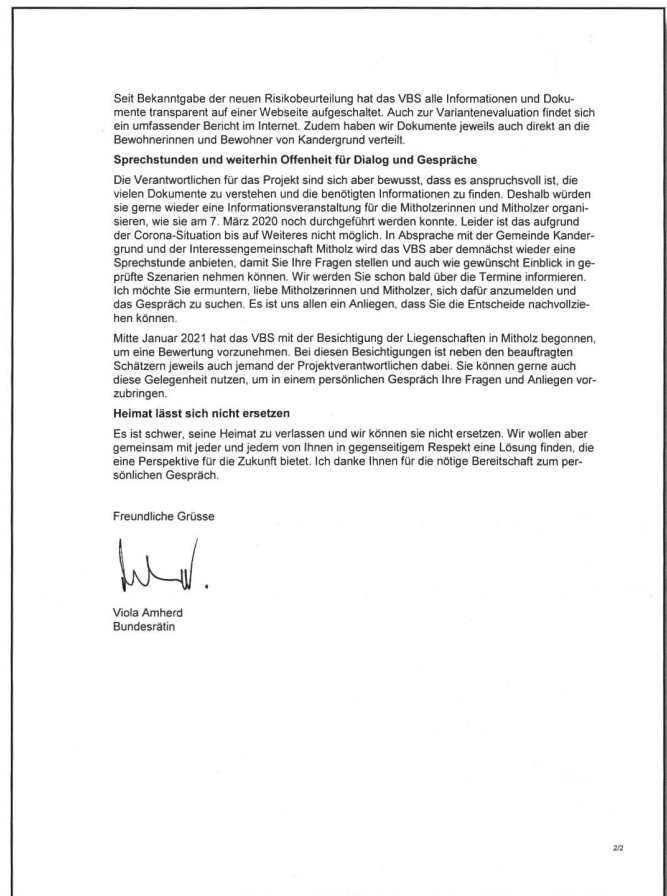 Seit Bekanntgabe der neuen Risikobeurteilung hat das VBS alle Informationen und Doku-
mente transparent auf einer Webseite aufgeschaltet. Auch zur Variantenevaluation findet sich
ein umfassender Bericht im Internet. Zudem haben wir Dokumente jeweils auch direkt an die
Bewohnerinnen und Bewohner von Kandergrund verteilt.
Sprechstunden und weiterhin Offenheit für Dialog und Gespräche
Die Verantwortlichen für das Projekt sind sich aber bewusst, dass es anspruchsvoll ist, die
vielen Dokumente zu verstehen und die benötigten Informationen zu finden. Deshalb würden
sie gerne wieder eine Informationsveranstaltung für die Mitholzerinnen und Mitholzer organi-
sieren, wie sie am 7. März 2020 noch durchgeführt werden konnte. Leider ist das aufgrund
der Corona-Situation bis auf Weiteres nicht möglich. In Absprache mit der Gemeinde Kander-
grund und der Interessengemeinschaft Mitholz wird das VBS aber demnächst wieder eine
Sprechstunde anbieten, damit Sie Ihre Fragen stellen und auch wie gewünscht Einblick in ge-
prüfte Szenarien nehmen können. Wir werden Sie schon bald über die Termine informieren.
Ich möchte Sie ermuntern, liebe Mitholzerinnen und Mitholzer, sich dafür anzumelden und
das Gespräch zu suchen. Es ist uns allen ein Anliegen, dass Sie die Entscheide nachvollzie-
hen können.
Mitte Januar 2021 hat das VBS mit der Besichtigung der Liegenschaften in Mitholz begonnen,
um eine Bewertung vorzunehmen. Bei diesen Besichtigungen ist neben den beauftragten
Schätzern jeweils auch jemand der Projektverantwortlichen dabei. Sie können gerne auch
diese Gelegenheit nutzen, um in einem persönlichen Gespräch Ihre Fragen und Anliegen vor-
zubringen.
Heimat lässt sich nicht ersetzen
Es ist schwer, seine Heimat zu verlassen und wir können sie nicht ersetzen. Wir wollen aber
gemeinsam mit jeder und jedem von Ihnen in gegenseitigem Respekt eine Lösung finden, die
eine Perspektive für die Zukunft bietet. Ich danke Ihnen für die nötige Bereitschaft zum per-
sönlichen Gespräch.
Freundliche Grüsse
Viola Amherd
Bundesrätin
2/2